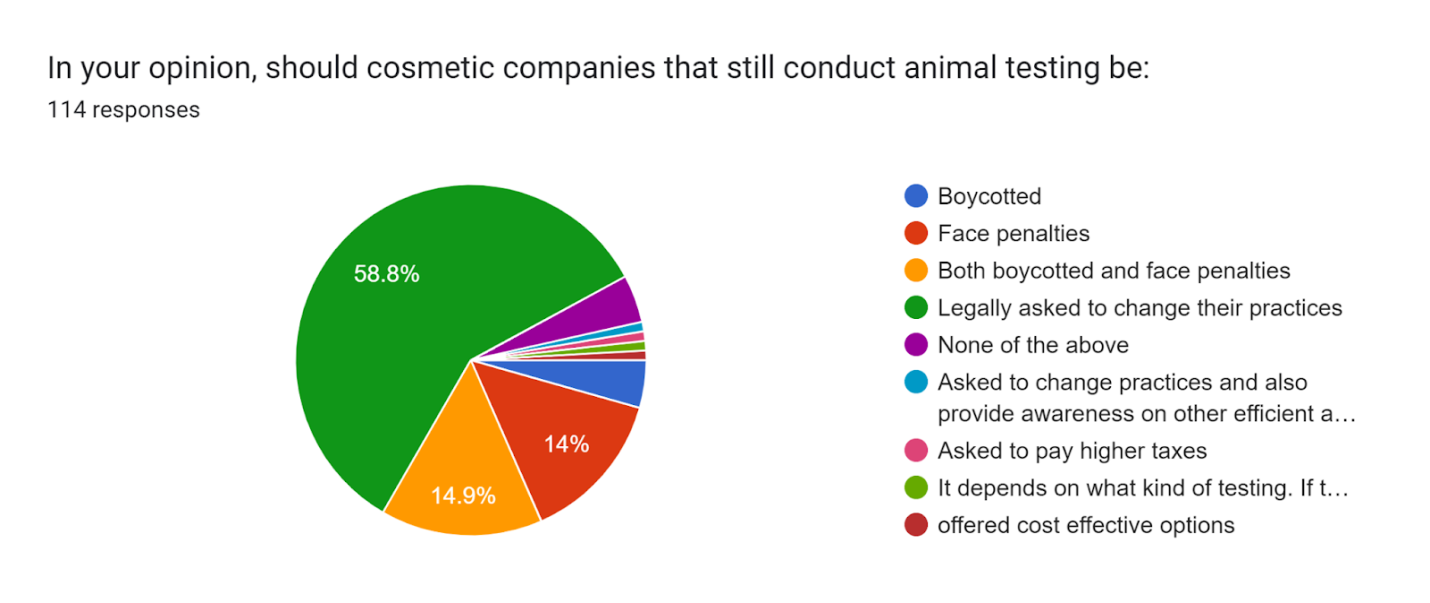 In your opinion, should cosmetic companies that still conduct animal testing be:
114 responses
58.8%
14%
14.9%
Boycotted
Face penalties
Both boycotted and face penalties
Legally asked to change their practices
None of the above
Asked to change practices and also
provide awareness on other efficient a…
Asked to pay higher taxes
It depends on what kind of testing. If t…
offered cost effective options